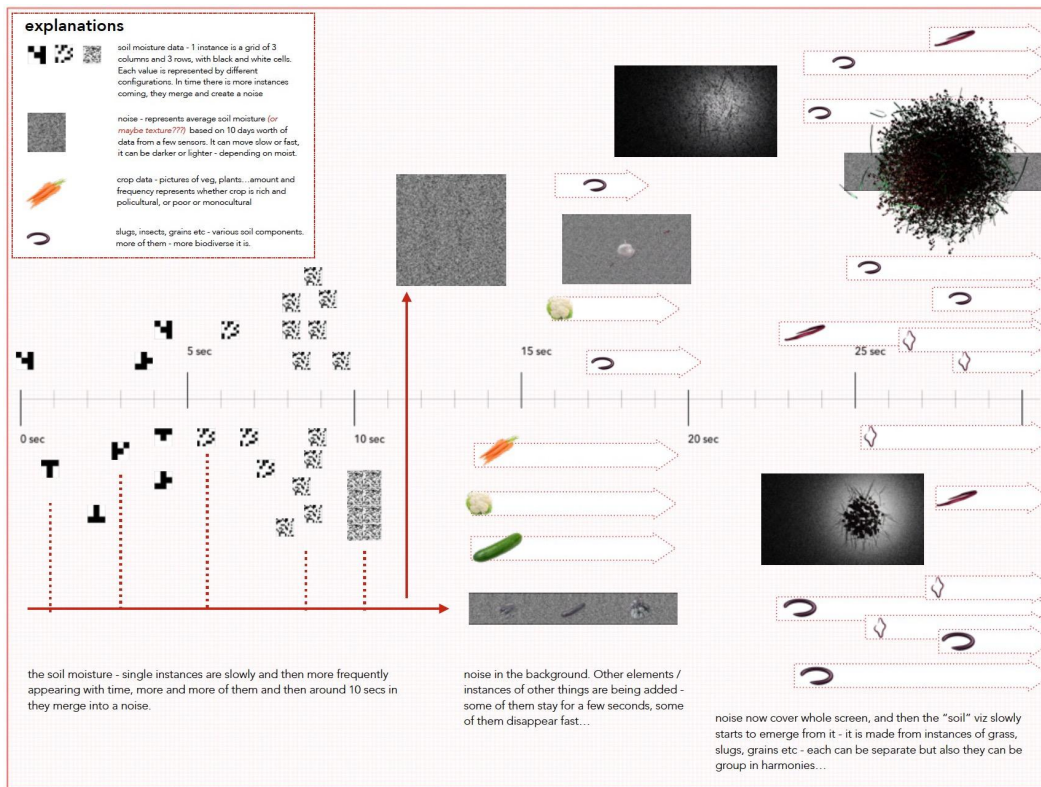 explanations
soil moisture data - 1 instance is a grid of 3
columns and 3 rows, with black and white cells.
Each value is represented by different
configurations. In time there is more instances
coming, they merge and create a noise
noise - represents average soil moisture (or
maybe texture???) based on 10 days worth of
data from a few sensors. It can move slow or fast,
it can be darker or lighter - depending on moist.
crop data - pictures of veg, plants...amount and
frequency represents whether crop is rich and
policultural, or poor or monocultural
slugs, insects, grains etc - various soil components.
more of them - more biodiverse it is.
5 sec
15 sec
25 sec
0 sec
10 sec
20 sec
the soil moisture - single instances are slowly and then more frequently
appearing with time, more and more of them and then around 10 secs in
they merge into a noise.
noise in the background. Other elements /
instances of other things are being added -
some of them stay for a few seconds, some
of them disappear fast...
noise now cover whole screen, and then the “soil” viz slowly
starts to emerge from it - it is made from instances of grass,
slugs, grains etc - each can be separate but also they can be
group in harmonies...